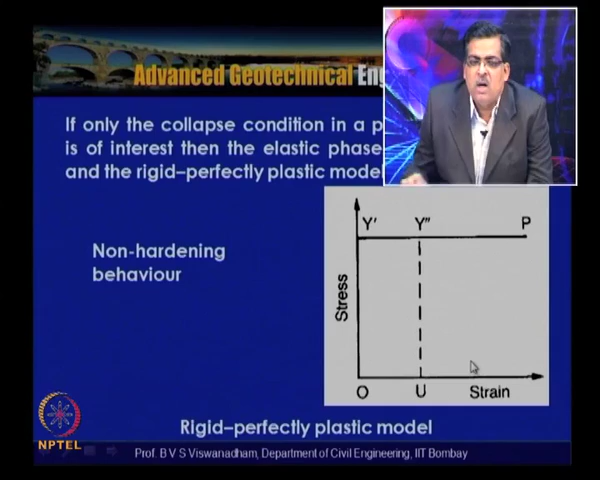 Advanced Geotechnical Eng
If only the collapse condition in a p
is of interest then the elastic phase
and the rigid–perfectly plastic model
Non-hardening
behaviour
Y' Y" P
Stress
O U Strain
Rigid–perfectly plastic model
NPTEL
Prof. B V S Viswanadham, Department of Civil Engineering, IIT Bombay